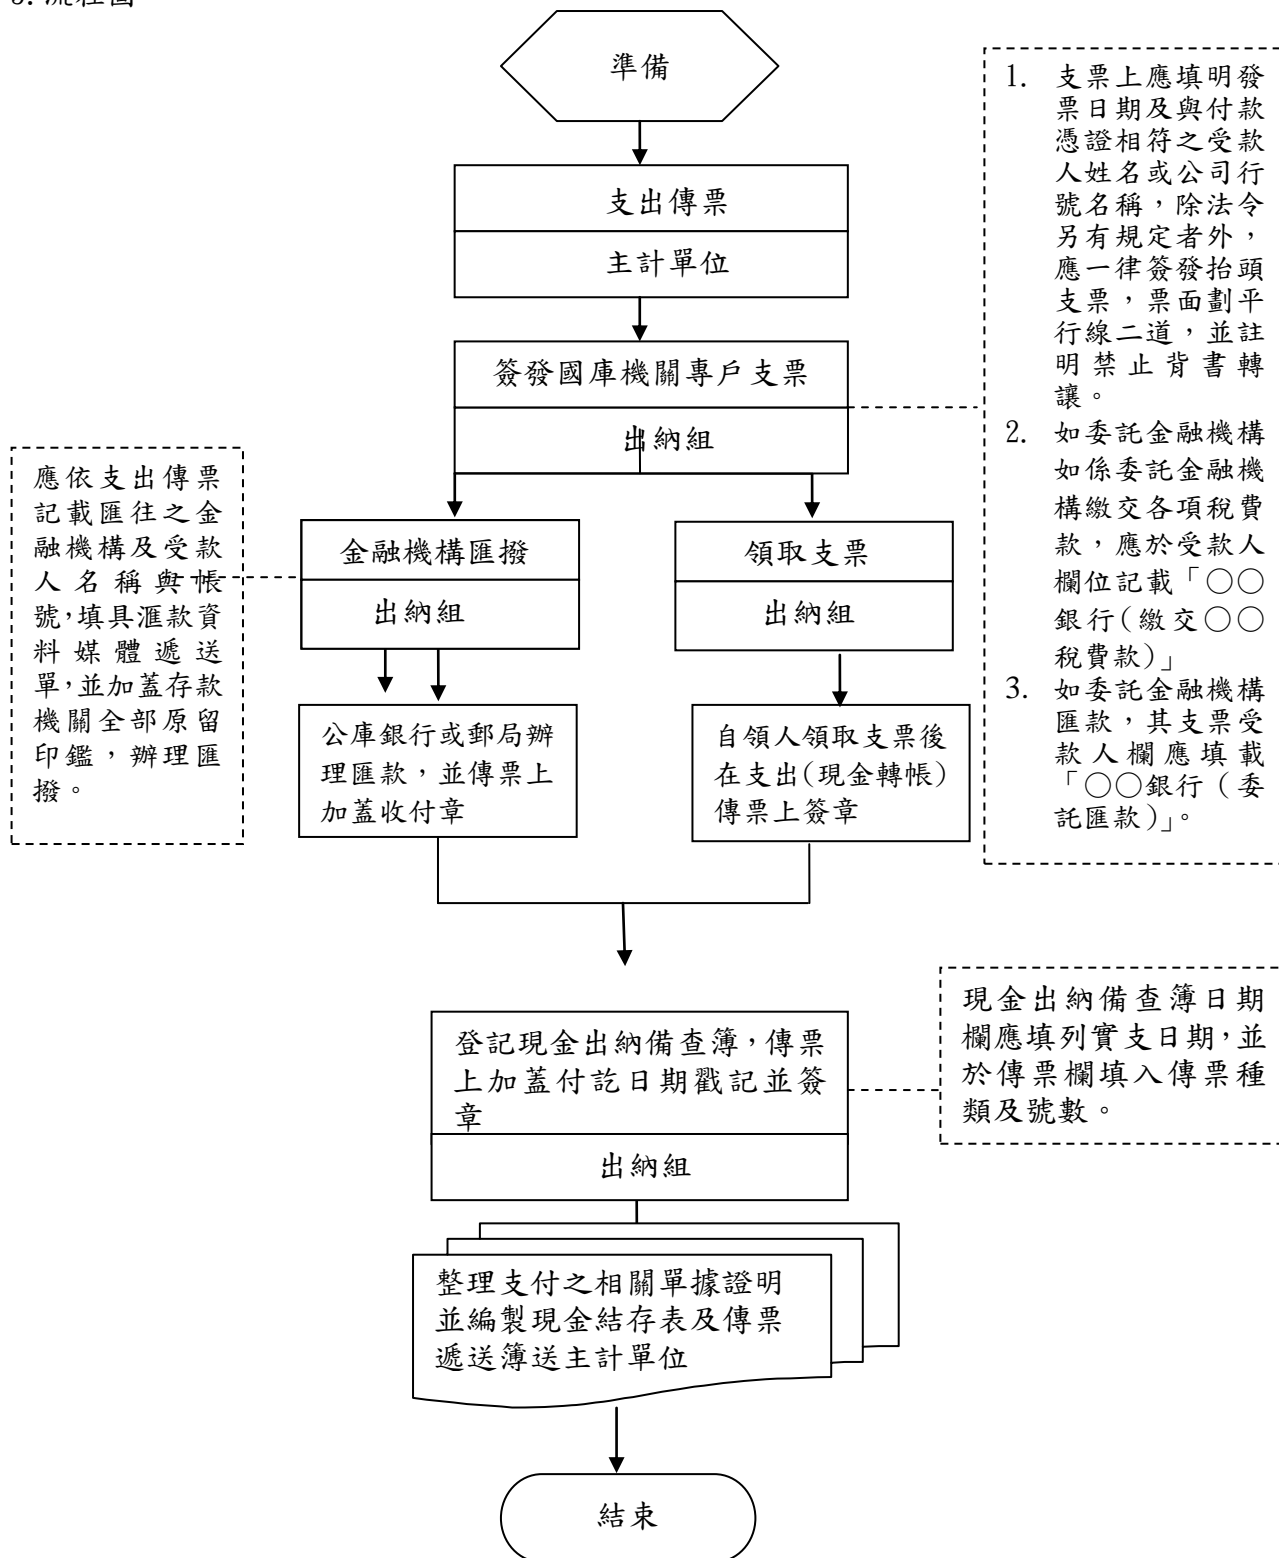 準備
支出傳票
主計單位
簽發國庫機關專戶支票
出納組
1. 支票上應填明發
票日期及與付款
憑證相符之受款
人姓名或公司行
號名稱，除法令
另有規定者外，
應一律簽發抬頭
支票，票面劃平
行線二道，並註
明禁止背書轉
讓。
2. 如委託金融機構
如係委託金融機
構繳交各項稅費
款，應於受款人
欄位記載「○○
銀行(繳交○○
稅費款)」
3. 如委託金融機構
匯款，其支票受
款人欄應填載
「○○銀行（委
託匯款）」。
應依支出傳票
記載匯往之金
融機構及受款
人名稱與帳
號，填具滙款資
料媒體遞送
單，並加蓋存款
機關全部原留
印鑑，辦理匯
撥。
金融機構匯撥
出納組
領取支票
出納組
公庫銀行或郵局辦
理匯款，並傳票上
加蓋收付章
自領人領取支票後
在支出(現金轉帳)
傳票上簽章
登記現金出納備查簿，傳票
上加蓋付訖日期戳記並簽
章
出納組
現金出納備查簿日期
欄應填列實支日期，並
於傳票欄填入傳票種
類及號數。
整理支付之相關單據證明
並編製現金結存表及傳票
遞送簿送主計單位
結束